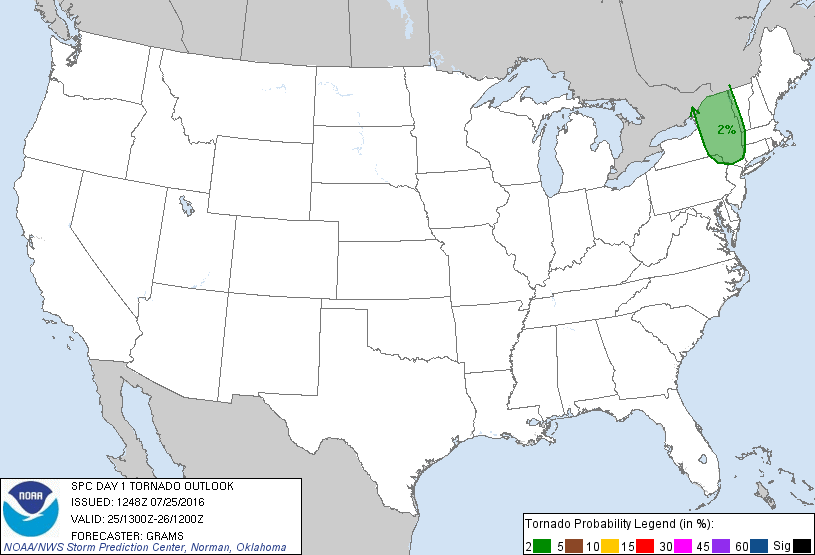 2%
NOAA
SPC DAY 1 TORNADO OUTLOOK
ISSUED: 1248Z 07/25/2016
VALID: 25/1300Z-26/1200Z
FORECASTER: GRAMS
NOAA/NWS Storm Prediction Center, Norman, Oklahoma
Tornado Probability Legend (in %):
2 5 10 15 30 45 60 Sig